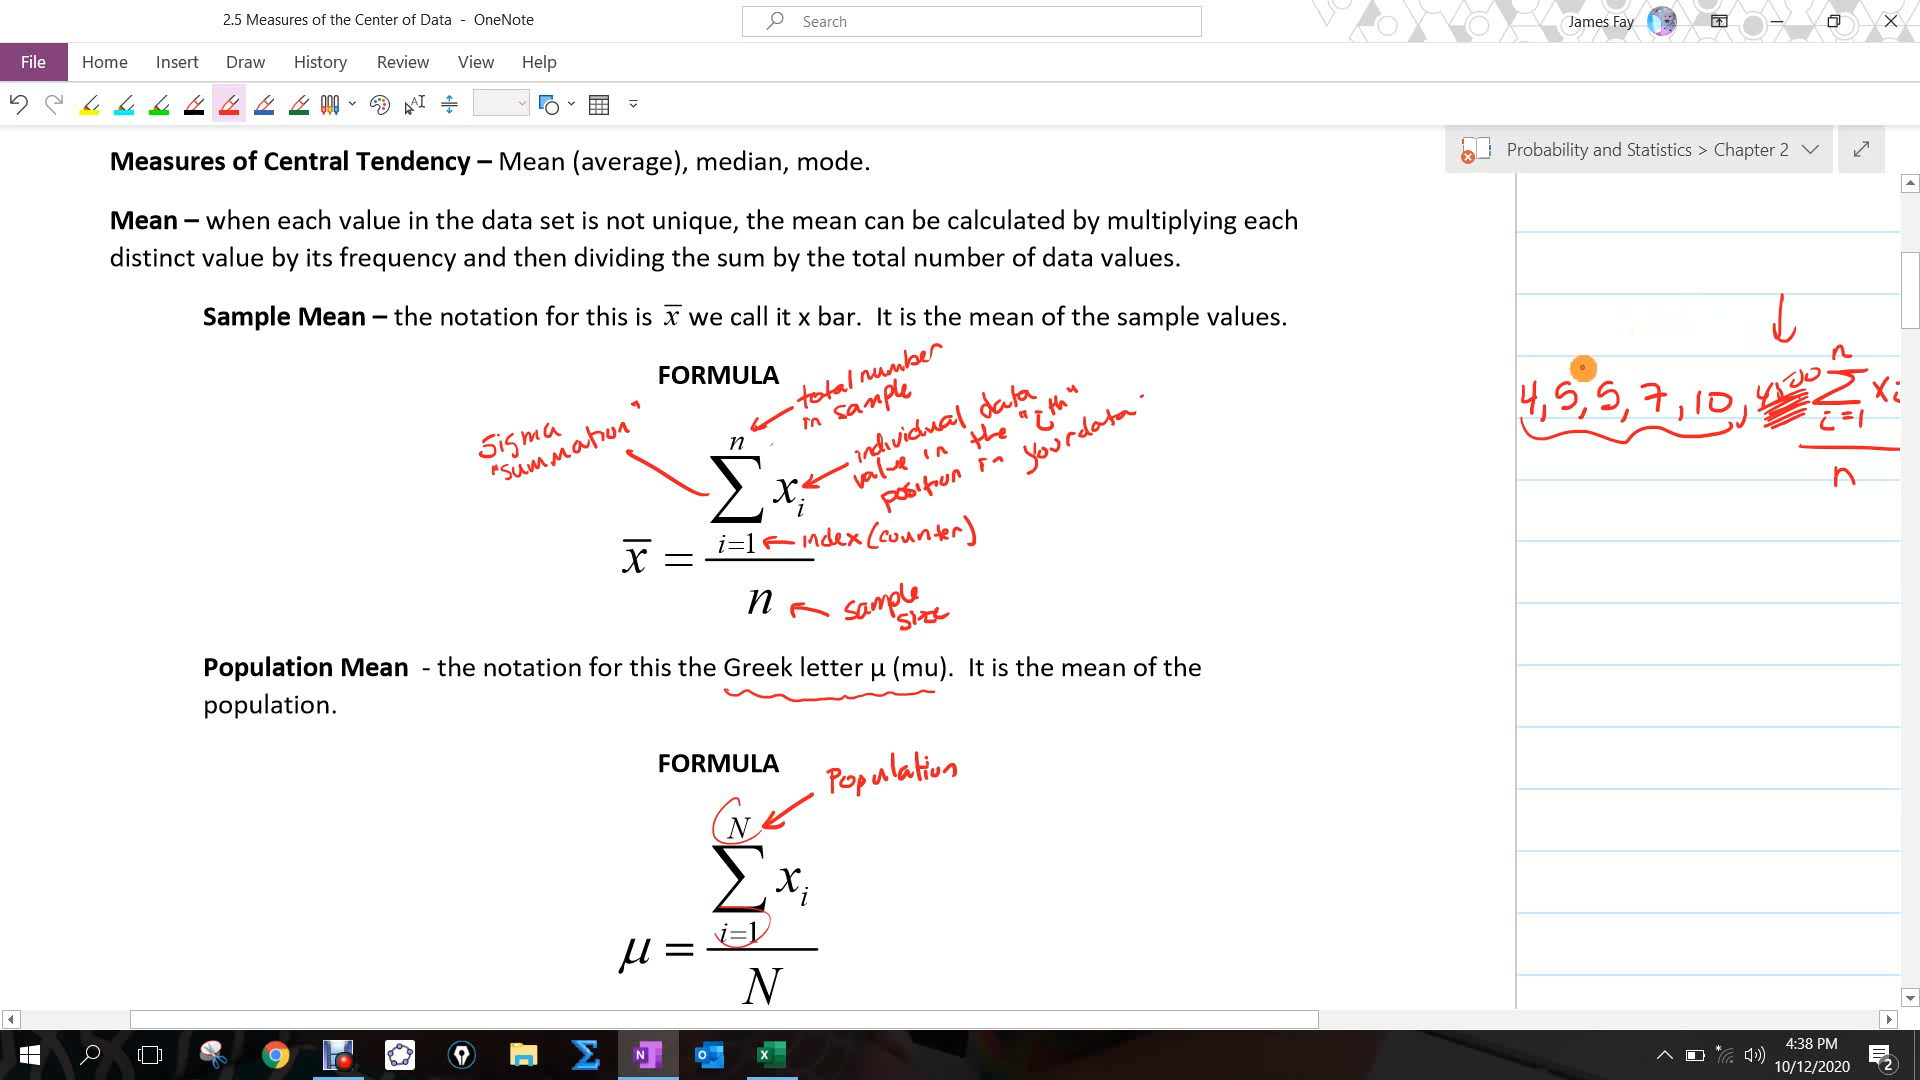 2.5 Measures of the Center of Data - OneNote
Search
James Fay
File Home Insert Draw History Review View Help
Probability and Statistics > Chapter 2
Measures of Central Tendency – Mean (average), median, mode.
Mean – when each value in the data set is not unique, the mean can be calculated by multiplying each
distinct value by its frequency and then dividing the sum by the total number of data values.
Sample Mean – the notation for this is x̅ we call it x bar. It is the mean of the sample values.
FORMULA
total number
in sample
Sigma
"summation"
individual data
value in the "ith"
position in your data.
n
∑ xᵢ
i=1
index (counter)
x̅ =
n
sample
size
Population Mean - the notation for this the Greek letter μ (mu). It is the mean of the
population.
FORMULA
Population
N
∑ xᵢ
i=1
μ =
N
4, 5, 5, 7, 10,
n
∑ xi
i=1
n
4:38 PM
10/12/2020
2